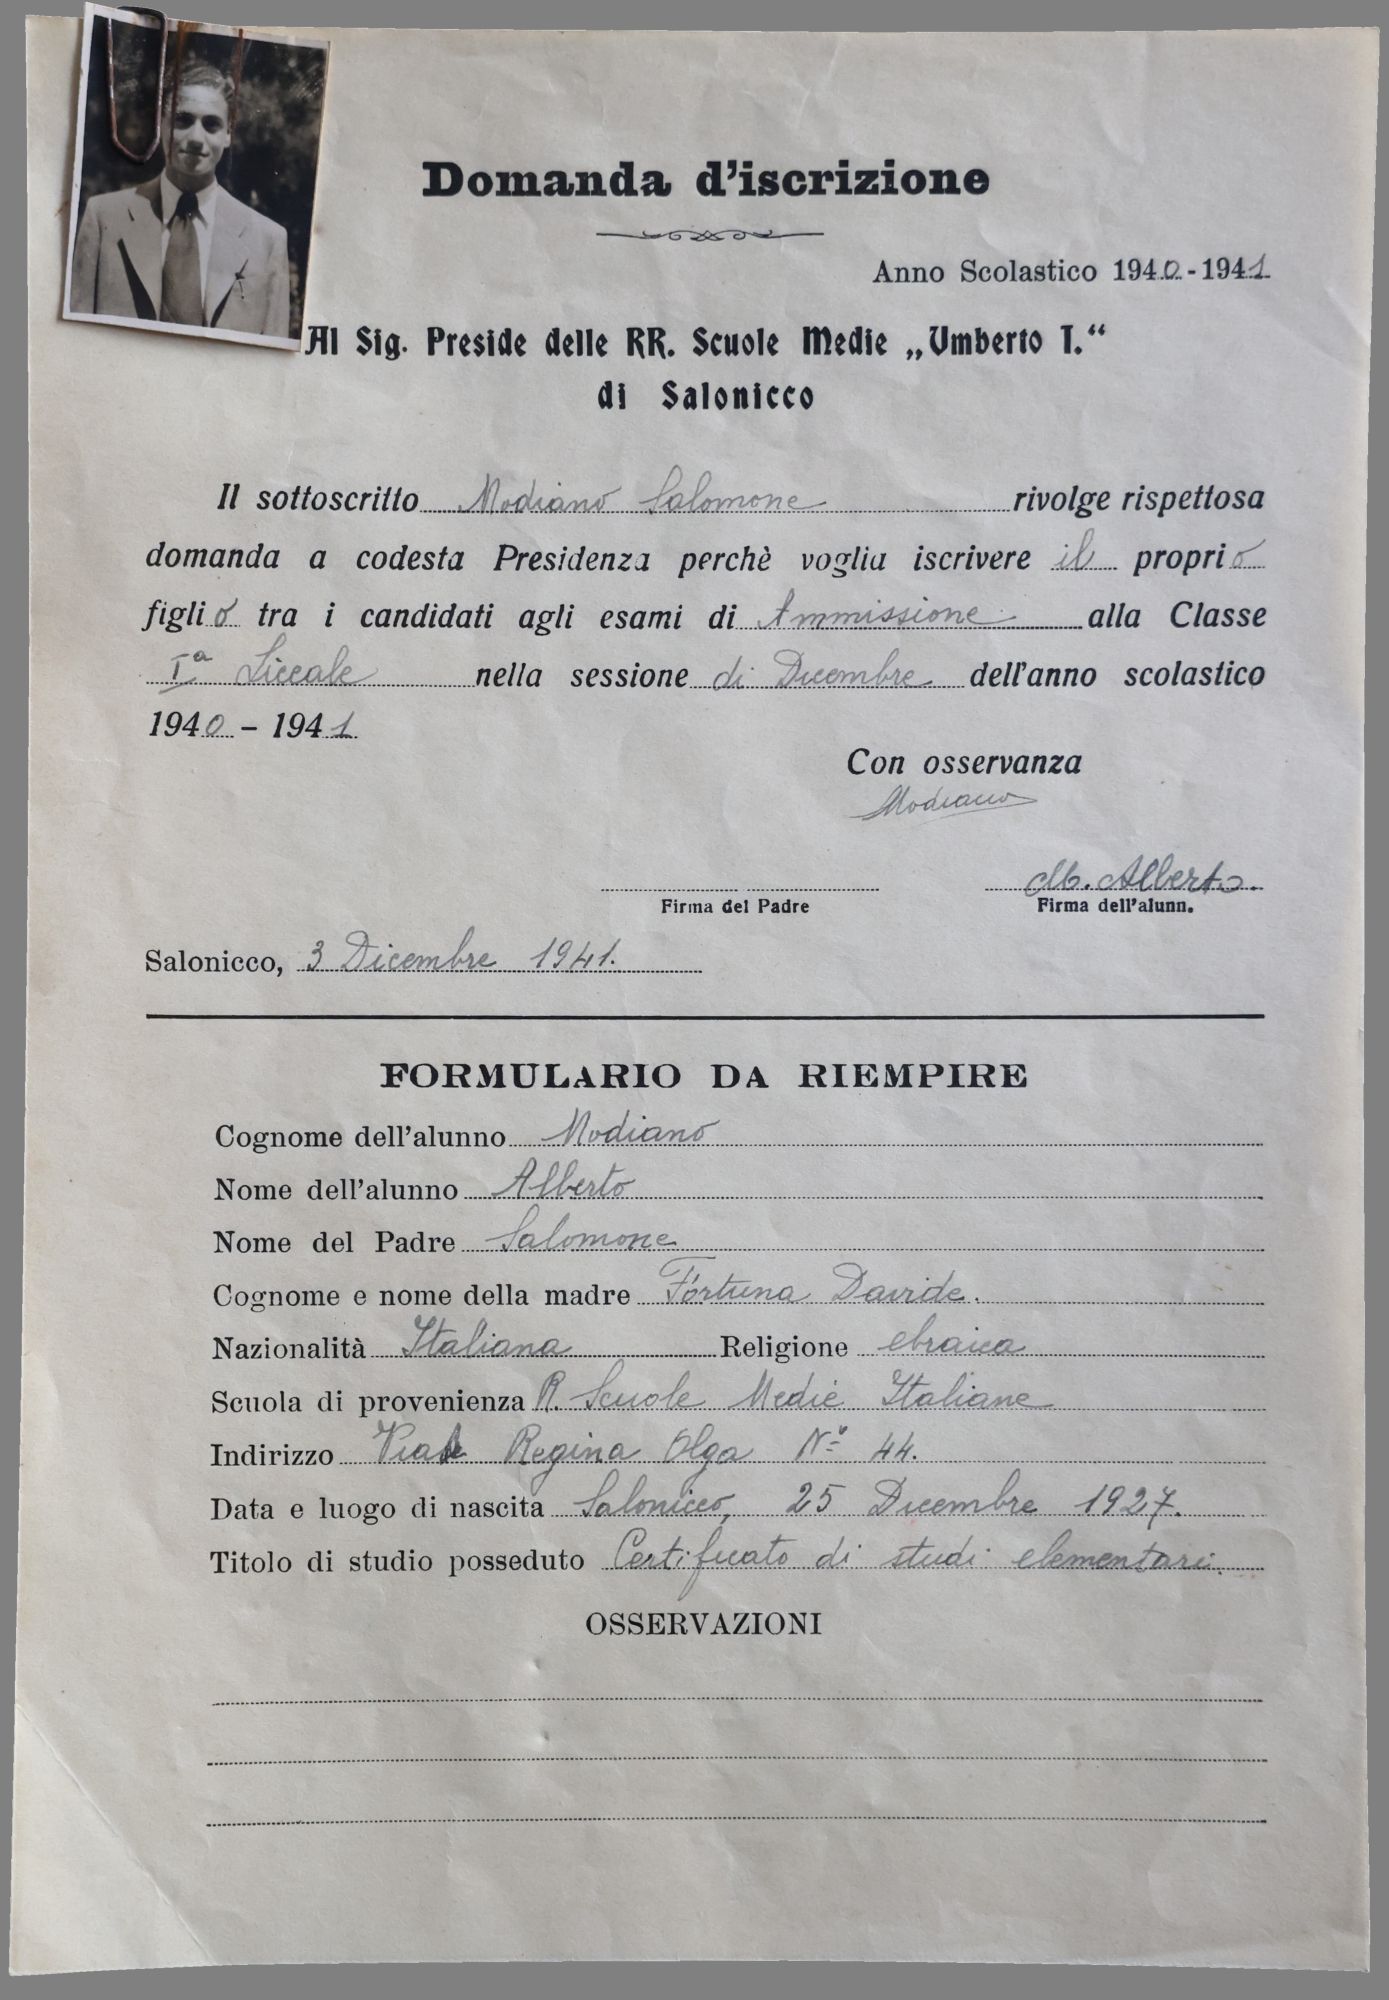 Domanda d'iscrizione
Anno Scolastico 1940-1941
Al Sig. Preside delle RR. Scuole Medie „Umberto I.“
di Salonicco
Il sottoscritto Modiano Salomone rivolge rispettosa
domanda a codesta Presidenza perchè voglia iscrivere il proprio
figlio tra i candidati agli esami di Ammissione alla Classe
Iª Liceale nella sessione di Dicembre dell'anno scolastico
1940 - 1941
Con osservanza
Modiano
M. Alberto.
Firma del Padre Firma dell'alunn.
Salonicco, 3 Dicembre 1941.
FORMULARIO DA RIEMPIRE
Cognome dell'alunno Modiano
Nome dell'alunno Alberto
Nome del Padre Salomone
Cognome e nome della madre Fortuna Davide.
Nazionalità Italiana Religione ebraica
Scuola di provenienza R. Scuole Medie Italiane
Indirizzo Viale Regina Olga Nº 44.
Data e luogo di nascita Salonicco, 25 Dicembre 1927.
Titolo di studio posseduto Certificato di studi elementari.
OSSERVAZIONI